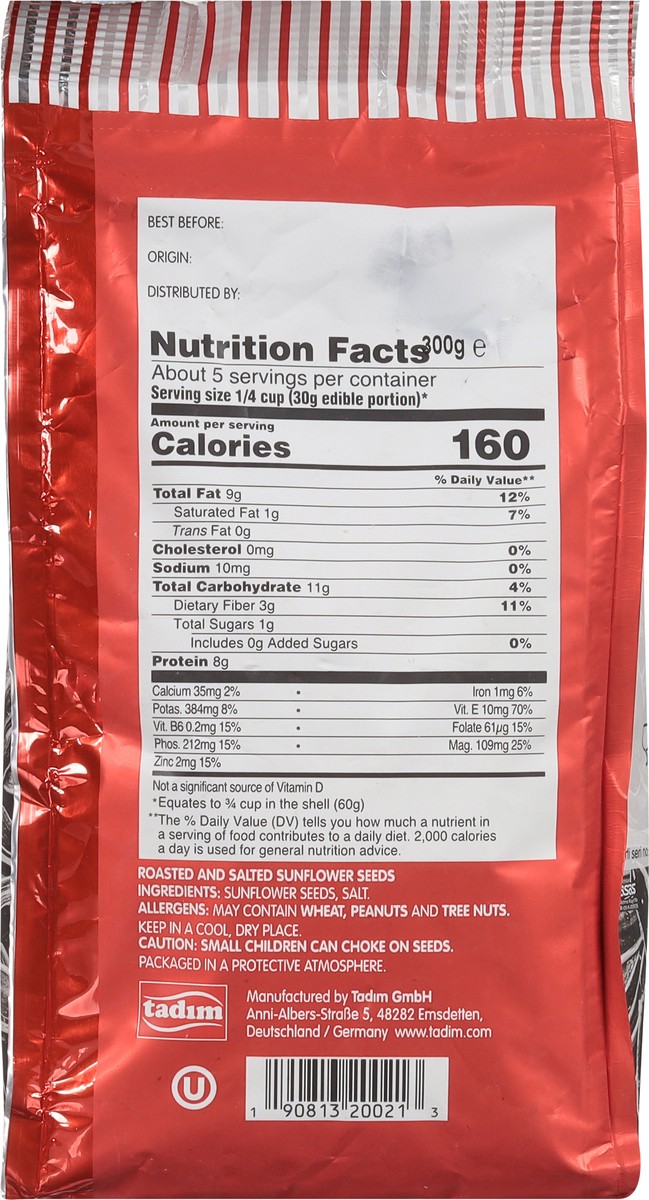 BEST BEFORE:
ORIGIN:
DISTRIBUTED BY:
Nutrition Facts 300g e
About 5 servings per container
Serving size 1/4 cup (30g edible portion)*
Amount per serving
Calories 160
% Daily Value**
Total Fat 9g 12%
Saturated Fat 1g 7%
Trans Fat 0g
Cholesterol 0mg 0%
Sodium 10mg 0%
Total Carbohydrate 11g 4%
Dietary Fiber 3g 11%
Total Sugars 1g
Includes 0g Added Sugars 0%
Protein 8g
Calcium 35mg 2% • Iron 1mg 6%
Potas. 384mg 8% • Vit. E 10mg 70%
Vit. B6 0.2mg 15% • Folate 61µg 15%
Phos. 212mg 15% • Mag. 109mg 25%
Zinc 2mg 15%
Not a significant source of Vitamin D
*Equates to ¾ cup in the shell (60g)
**The % Daily Value (DV) tells you how much a nutrient in
a serving of food contributes to a daily diet. 2,000 calories
a day is used for general nutrition advice.
ROASTED AND SALTED SUNFLOWER SEEDS
INGREDIENTS: SUNFLOWER SEEDS, SALT.
ALLERGENS: MAY CONTAIN WHEAT, PEANUTS AND TREE NUTS.
KEEP IN A COOL, DRY PLACE.
CAUTION: SMALL CHILDREN CAN CHOKE ON SEEDS.
PACKAGED IN A PROTECTIVE ATMOSPHERE.
tadım
Manufactured by Tadım GmbH
Anni-Albers-Straße 5, 48282 Emsdetten,
Deutschland / Germany www.tadim.com
U
1 90813 20021 3